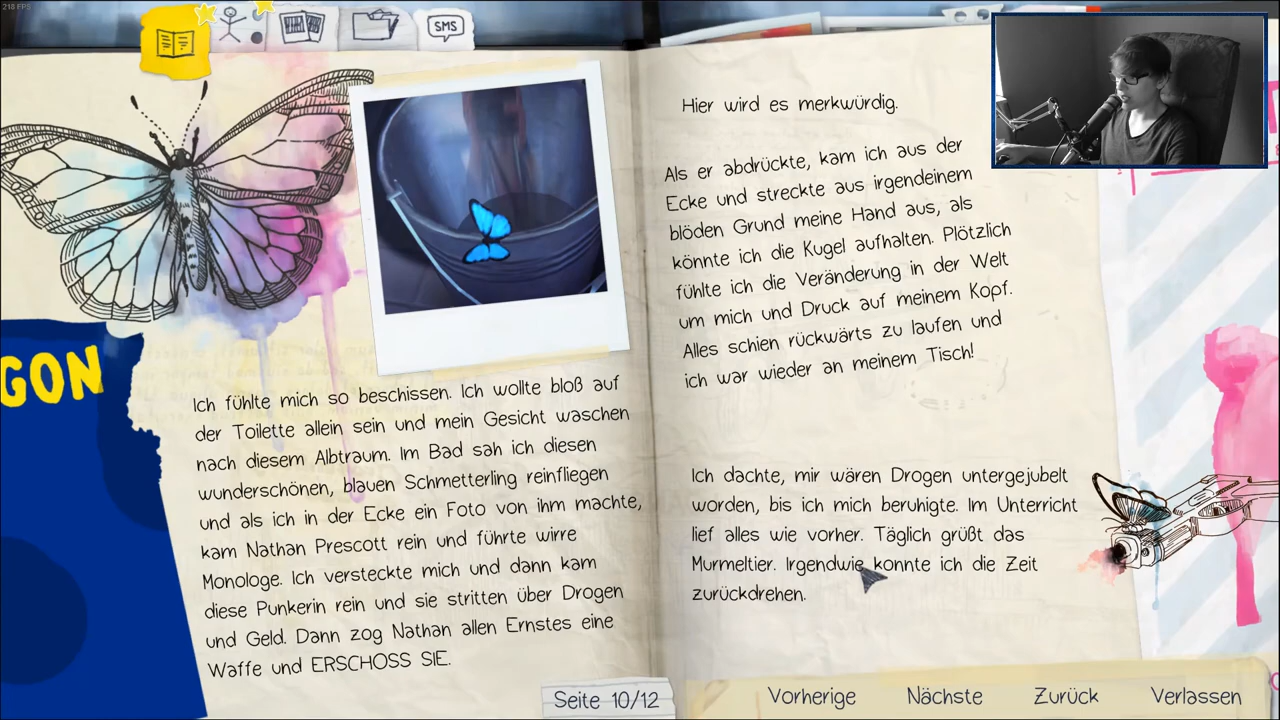 218 FPS
SMS
GON
Ich fühlte mich so beschissen. Ich wollte bloß auf
der Toilette allein sein und mein Gesicht waschen
nach diesem Albtraum. Im Bad sah ich diesen
wunderschönen, blauen Schmetterling reinfliegen
und als ich in der Ecke ein Foto von ihm machte,
kam Nathan Prescott rein und führte wirre
Monologe. Ich versteckte mich und dann kam
diese Punkerin rein und sie stritten über Drogen
und Geld. Dann zog Nathan allen Ernstes eine
Waffe und ERSCHOSS SIE.
Hier wird es merkwürdig.
Als er abdrückte, kam ich aus der
Ecke und streckte aus irgendeinem
blöden Grund meine Hand aus, als
könnte ich die Kugel aufhalten. Plötzlich
fühlte ich die Veränderung in der Welt
um mich und Druck auf meinem Kopf.
Alles schien rückwärts zu laufen und
ich war wieder an meinem Tisch!
Ich dachte, mir wären Drogen untergejubelt
worden, bis ich mich beruhigte. Im Unterricht
lief alles wie vorher. Täglich grüßt das
Murmeltier. Irgendwie konnte ich die Zeit
zurückdrehen.
Seite 10/12
Vorherige Nächste Zurück Verlassen